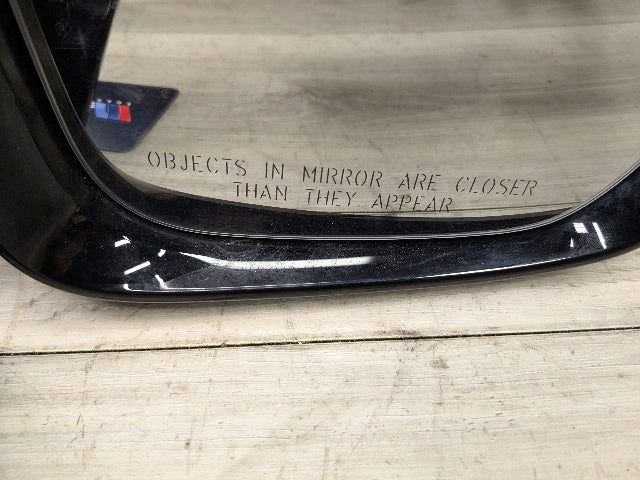 OBJECTS IN MIRROR ARE CLOSER
THAN THEY APPEAR